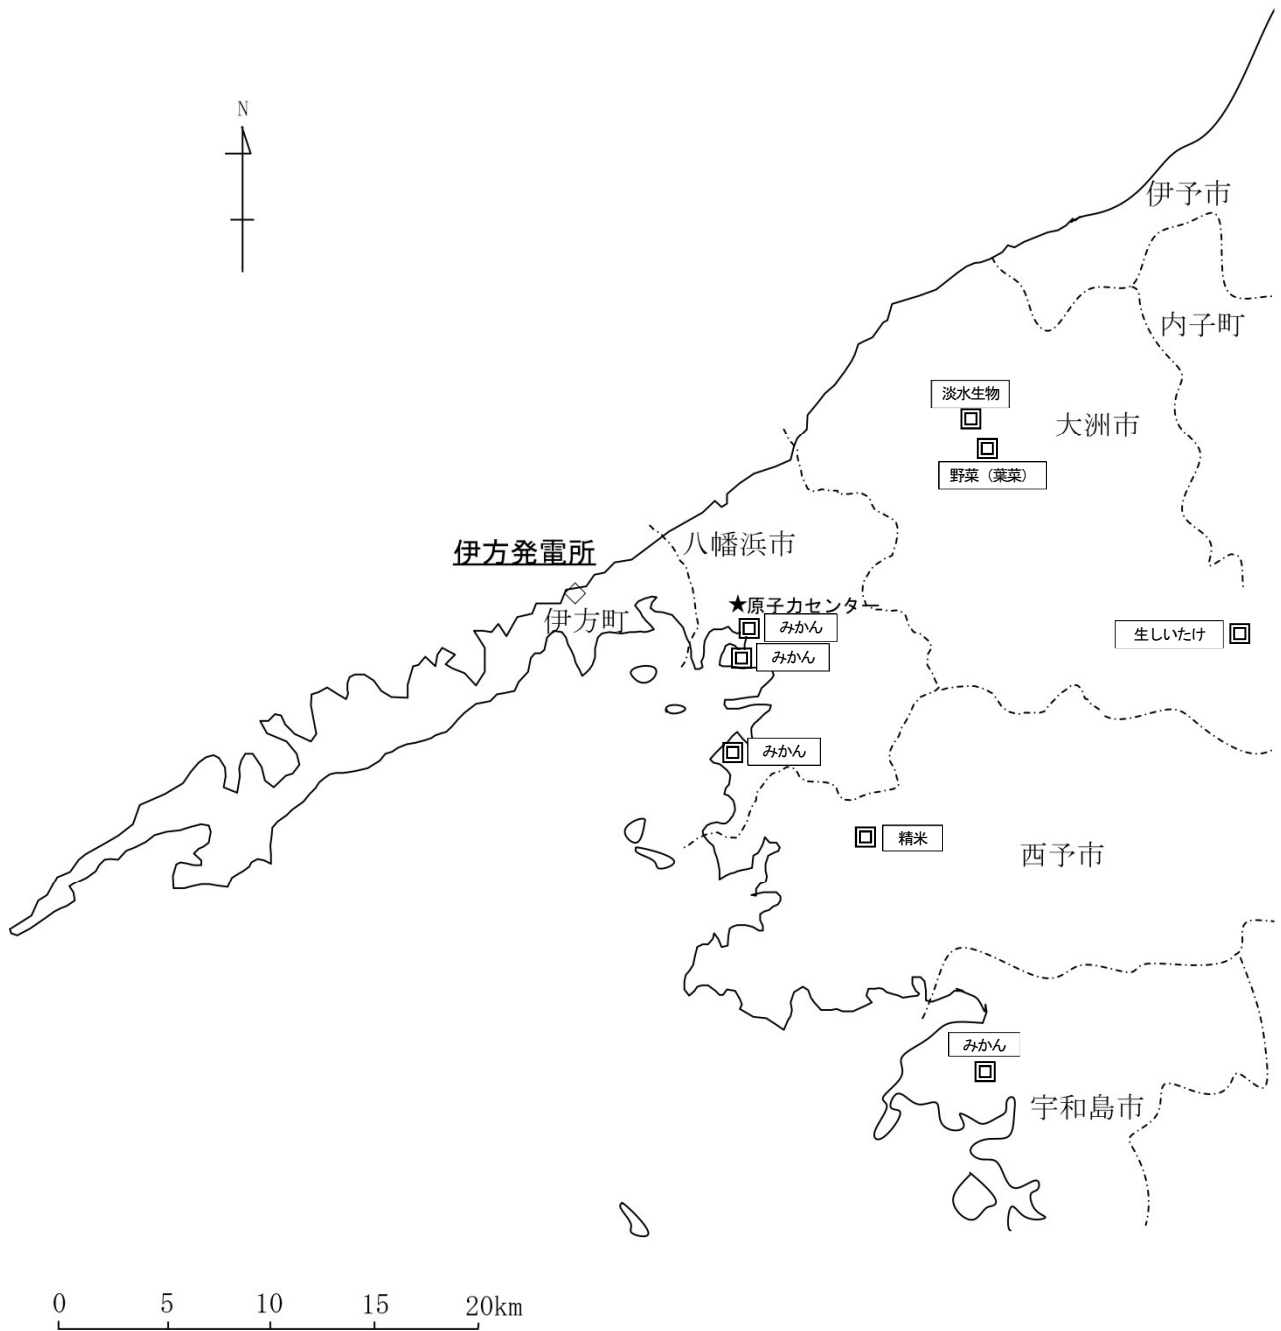 N
伊予市
内子町
淡水生物
大洲市
野菜（葉菜）
伊方発電所
八幡浜市
★原子力センター
伊方町
みかん
生しいたけ
みかん
みかん
精米
西予市
みかん
宇和島市
0 5 10 15 20km